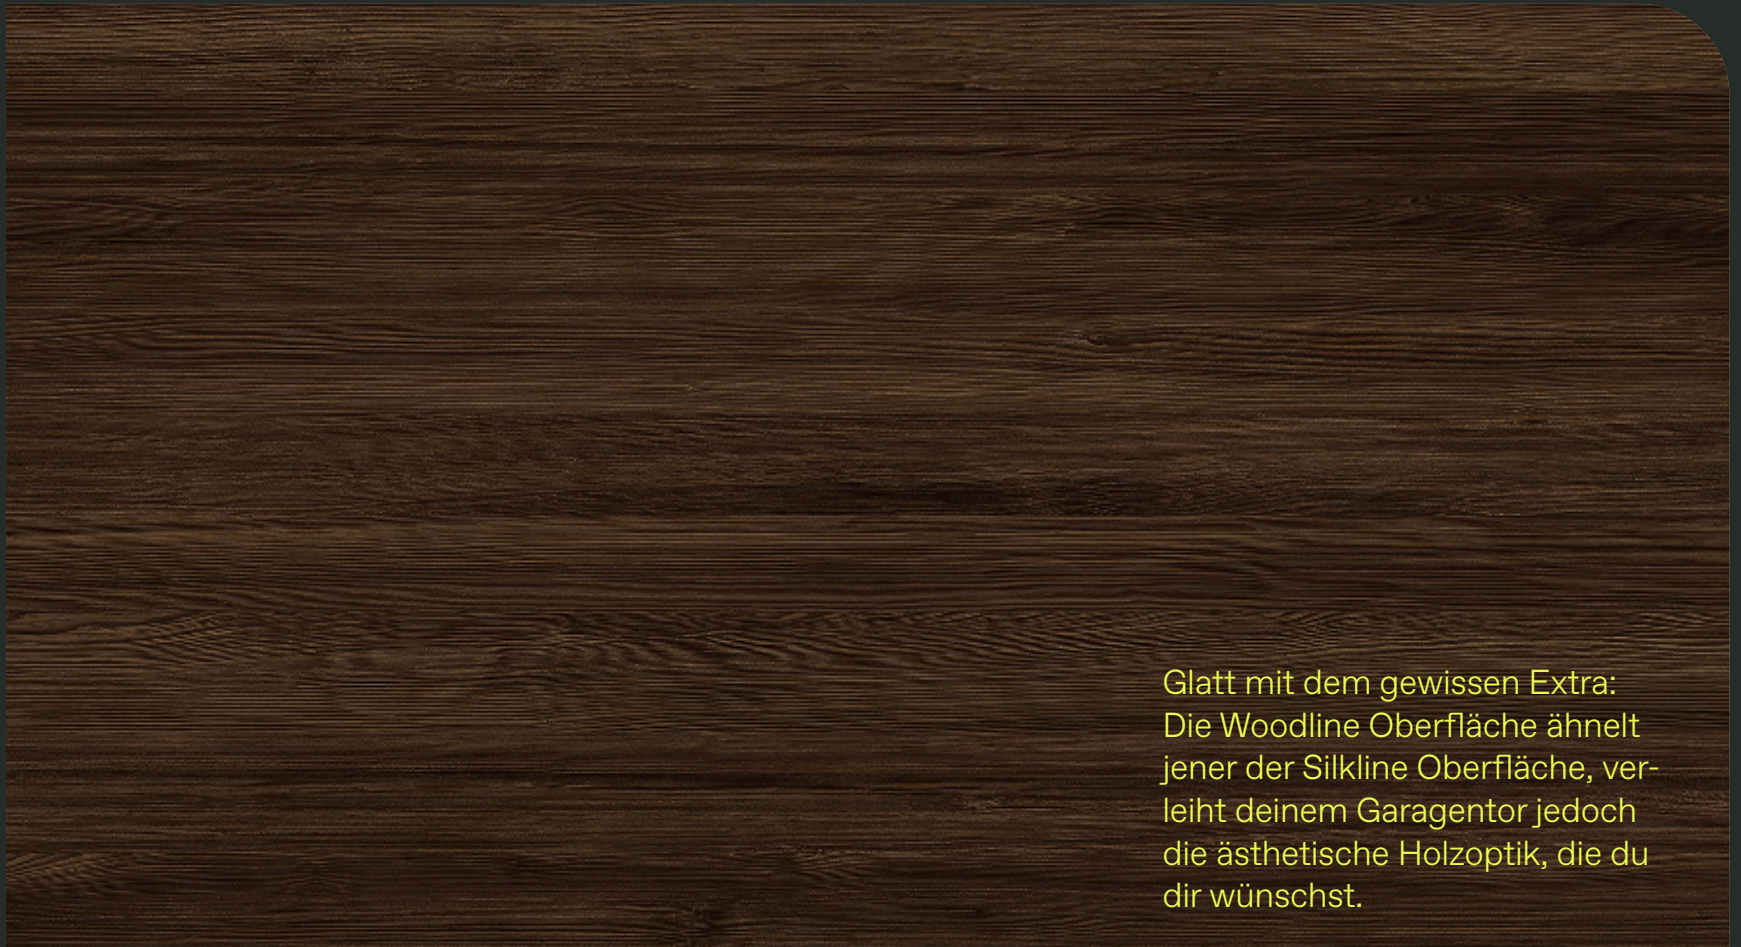 Glatt mit dem gewissen Extra:
Die Woodline Oberfläche ähnelt
jener der Silkline Oberfläche, ver-
leiht deinem Garagentor jedoch
die ästhetische Holzoptik, die du
dir wünschst.